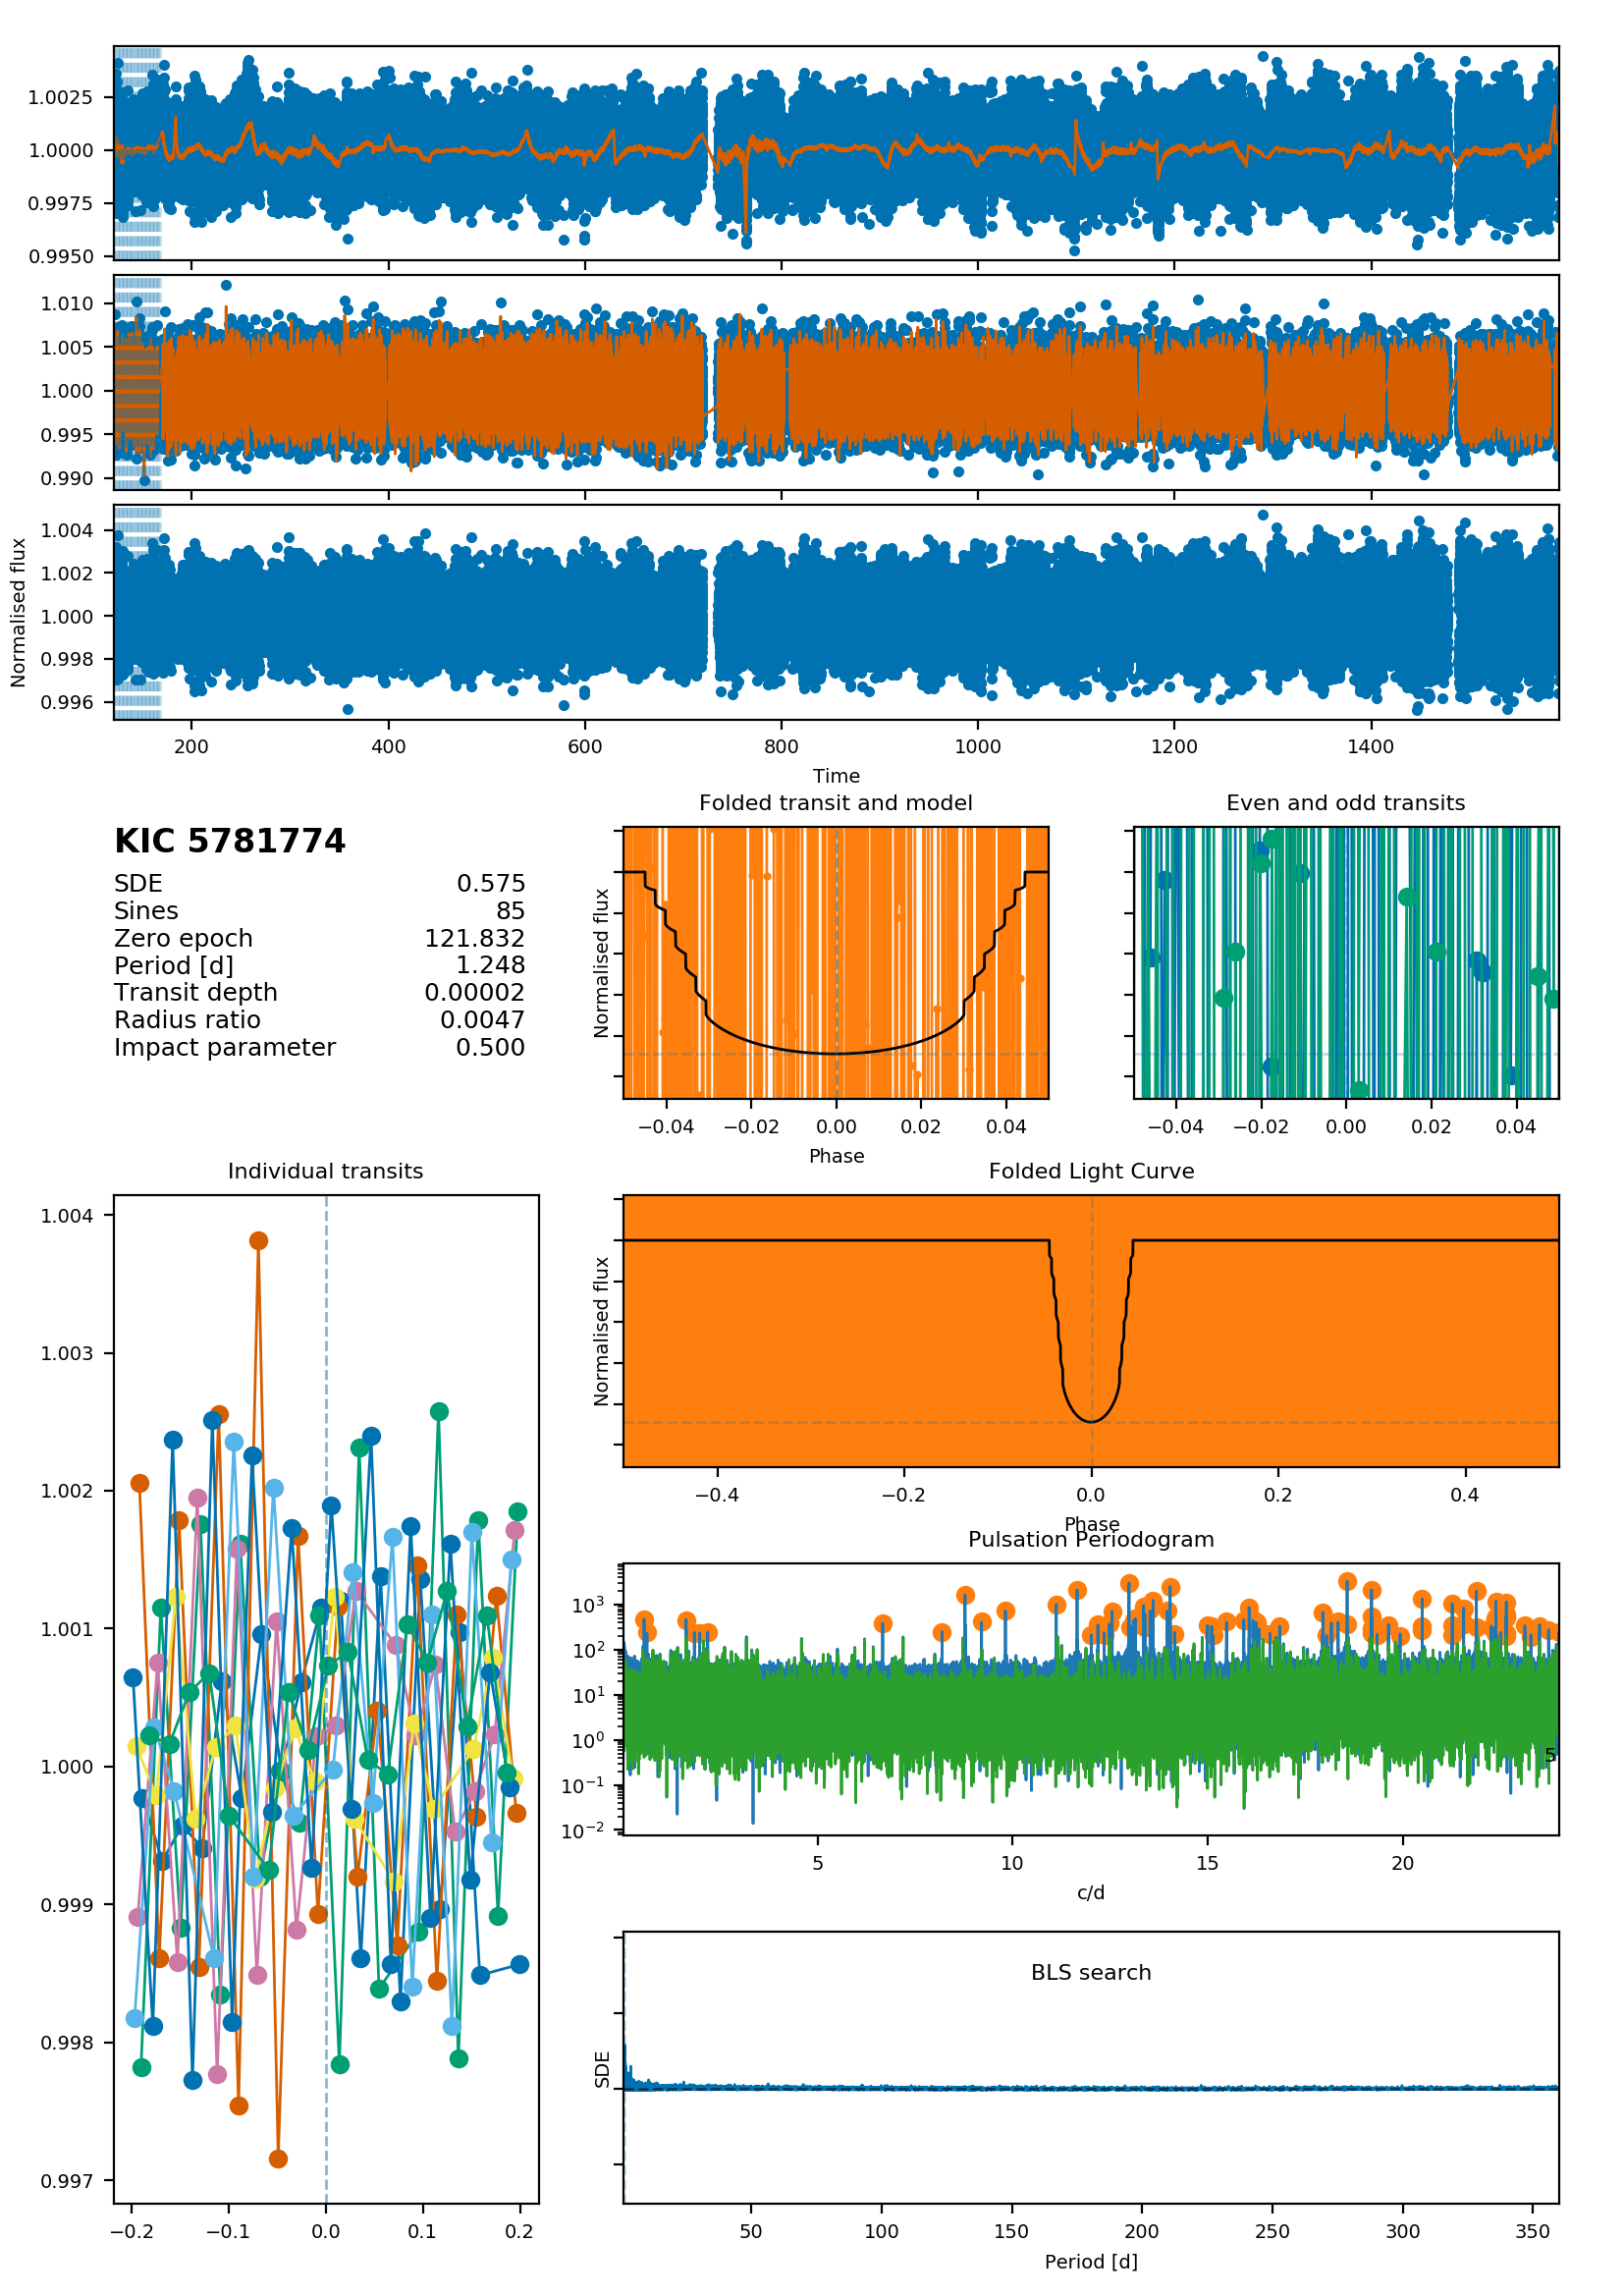 1.0025
1.0000
0.9975
0.9950
1.010
1.005
1.000
0.995
0.990
1.004
1.002
1.000
0.998
0.996
Normalised flux
200 400 600 800 1000 1200 1400
Time
KIC 5781774
SDE 0.575
Sines 85
Zero epoch 121.832
Period [d] 1.248
Transit depth 0.00002
Radius ratio 0.0047
Impact parameter 0.500
Folded transit and model
Normalised flux
−0.04 −0.02 0.00 0.02 0.04
Phase
Even and odd transits
−0.04 −0.02 0.00 0.02 0.04
Individual transits
1.004
1.003
1.002
1.001
1.000
0.999
0.998
0.997
−0.2 −0.1 0.0 0.1 0.2
Folded Light Curve
Normalised flux
−0.4 −0.2 0.0 0.2 0.4
Phase
Pulsation Periodogram
10³
10²
10¹
10⁰
10⁻¹
10⁻²
5
5 10 15 20
c/d
BLS search
SDE
50 100 150 200 250 300 350
Period [d]